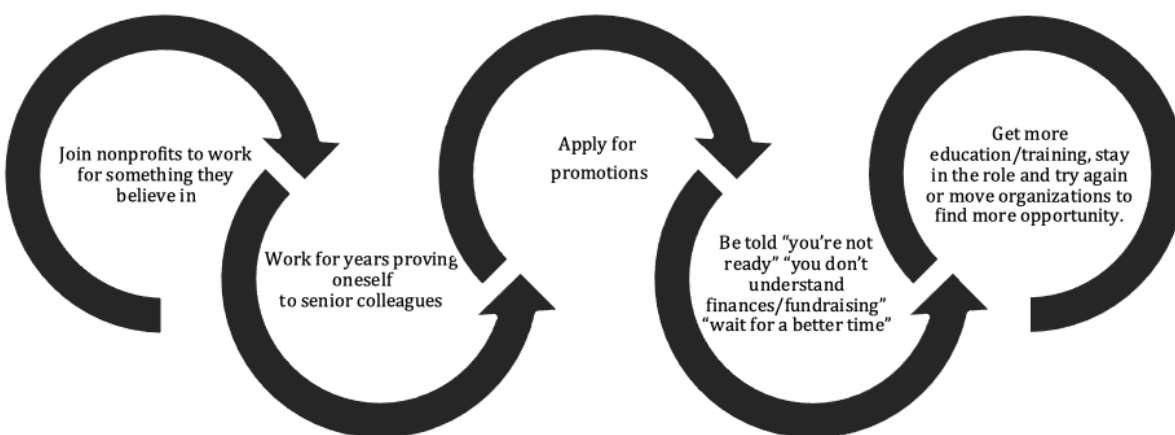 Join nonprofits to work
for something they
believe in
Work for years proving
oneself
to senior colleagues
Apply for
promotions
Be told “you’re not
ready” “you don’t
understand
finances/fundraising”
“wait for a better time”
Get more
education/training, stay
in the role and try again
or move organizations to
find more opportunity.